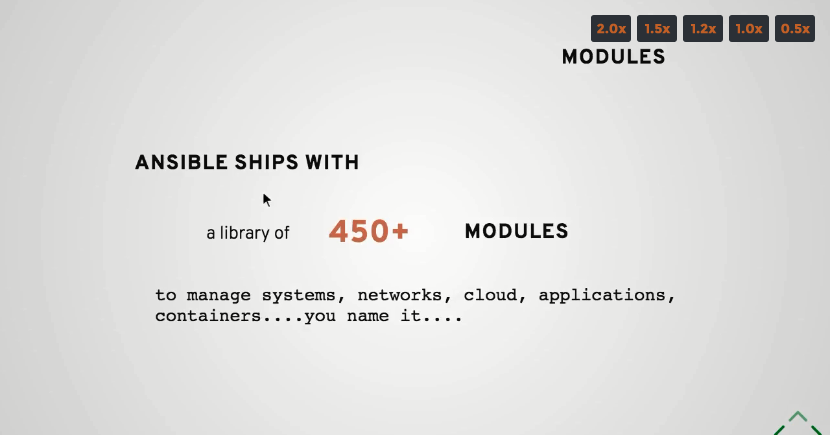 2.0x 1.5x 1.2x 1.0x 0.5x
MODULES
ANSIBLE SHIPS WITH
a library of 450+ MODULES
to manage systems, networks, cloud, applications,
containers....you name it....